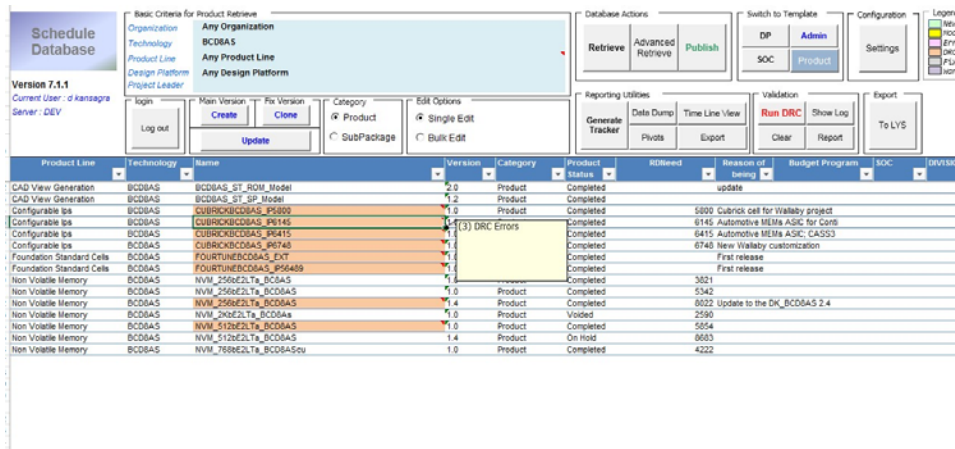 Schedule
Database
Version 7.1.1
Current User : d kansagra
Server : DEV
Basic Criteria for Product Retrieve
Organization Any Organization
Technology BCD8AS
Product Line Any Product Line
Design Platform Any Design Platform
Project Leader
Database Actions
Retrieve
Advanced
Retrieve
Publish
Switch to Template
DP
Admin
SOC
Product
Configuration
Settings
Legen
login
Log out
Main Version
Create
Fix Version
Clone
Update
Category
Product
SubPackage
Edit Options
Single Edit
Bulk Edit
Reporting Utilities
Generate
Tracker
Data Dump
Time Line View
Pivots
Export
Validation
Run DRC
Show Log
Clear
Report
Export
To LYS
Product Line Technology Name Version Category Product Status RDNeed Reason of being Budget Program SOC DIVISIO
CAD View Generation BCD8AS BCD8AS_ST_ROM_Model 2.0 Product Completed update
CAD View Generation BCD8AS BCD8AS_ST_SP_Model 1.2 Product Completed
Configurable Ips BCD8AS CUBRICKBCD8AS_IP5800 1.0 Product Completed 5800 Cubrick cell for Wallaby project
Configurable Ips BCD8AS CUBRICKBCD8AS_IP6145 Completed 6145 Automotive MEMs ASIC for Conti
(3) DRC Errors
Configurable Ips BCD8AS CUBRICKBCD8AS_IP6415 1.0 Completed 6415 Automotive MEMs ASIC; CASS3
Configurable Ips BCD8AS CUBRICKBCD8AS_IP6748 1.0 Completed 6748 New Wallaby customization
Foundation Standard Cells BCD8AS FOURTUNEBCD8AS_EXT 1.0 Completed First release
Foundation Standard Cells BCD8AS FOURTUNEBCD8AS_IP56489 1.0 Completed First release
Non Volatile Memory BCD8AS NVM_256bE2LTa_BC8AS Product Completed 3821
Non Volatile Memory BCD8AS NVM_256bE2LTa_BCD8AS 1.0 Product Completed 5342
Non Volatile Memory BCD8AS NVM_256bE2LTa_BCD8AS 1.4 Product Completed 8022 Update to the DK_BCD8AS 2.4
Non Volatile Memory BCD8AS NVM_2KbE2LTa_BCD8As 1.0 Product Voided 2590
Non Volatile Memory BCD8AS NVM_512bE2LTa_BCD8AS 1.0 Product Completed 5854
Non Volatile Memory BCD8AS NVM_512bE2LTa_BCD8AS 1.4 Product On Hold 8683
Non Volatile Memory BCD8AS NVM_768bE2LTa_BCD8AScu 1.0 Product Completed 4222